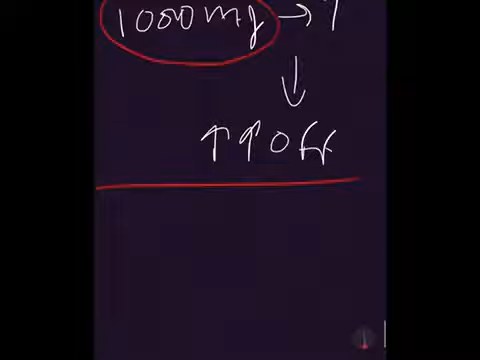 1000mg →
↓
↑↑ Off